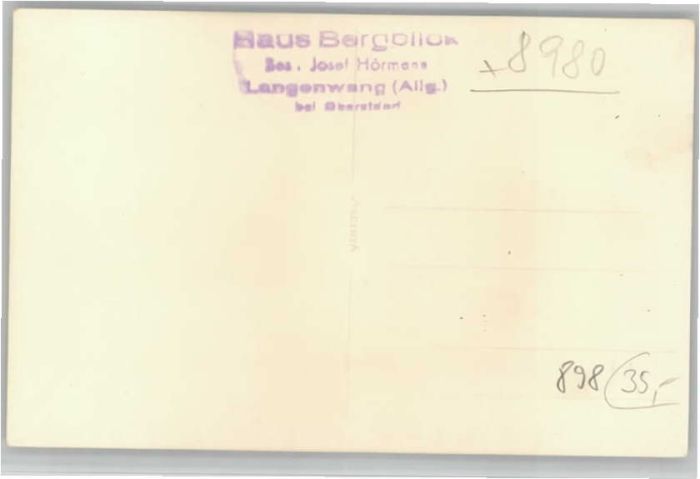 Haus Bergblick
Bes. Josef Hörmann
Langenwang (Allg.)
bei Oberstdorf
x 8980
898 35,-